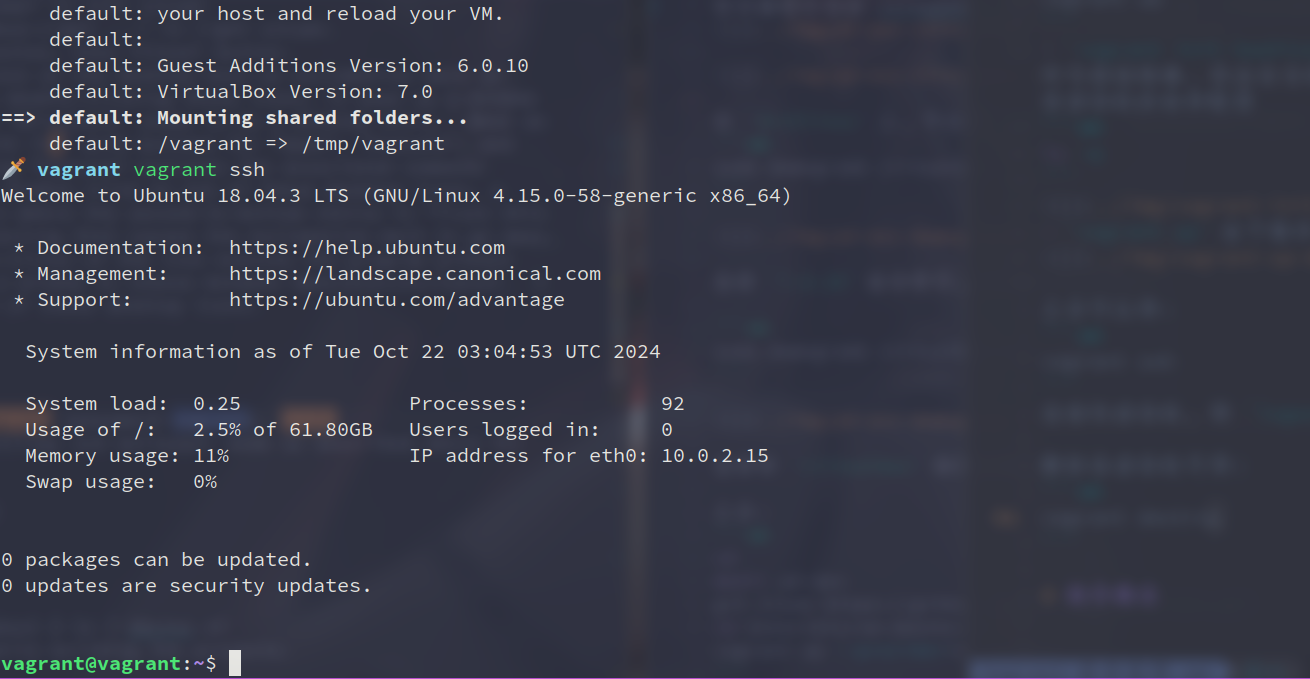 default: your host and reload your VM.
default:
default: Guest Additions Version: 6.0.10
default: VirtualBox Version: 7.0
==> default: Mounting shared folders...
default: /vagrant => /tmp/vagrant
🗡️ vagrant vagrant ssh
Welcome to Ubuntu 18.04.3 LTS (GNU/Linux 4.15.0-58-generic x86_64)
* Documentation:  https://help.ubuntu.com
* Management:     https://landscape.canonical.com
* Support:        https://ubuntu.com/advantage
System information as of Tue Oct 22 03:04:53 UTC 2024
System load:  0.25              Processes:           92
Usage of /:   2.5% of 61.80GB   Users logged in:     0
Memory usage: 11%               IP address for eth0: 10.0.2.15
Swap usage:   0%
0 packages can be updated.
0 updates are security updates.
vagrant@vagrant:~$